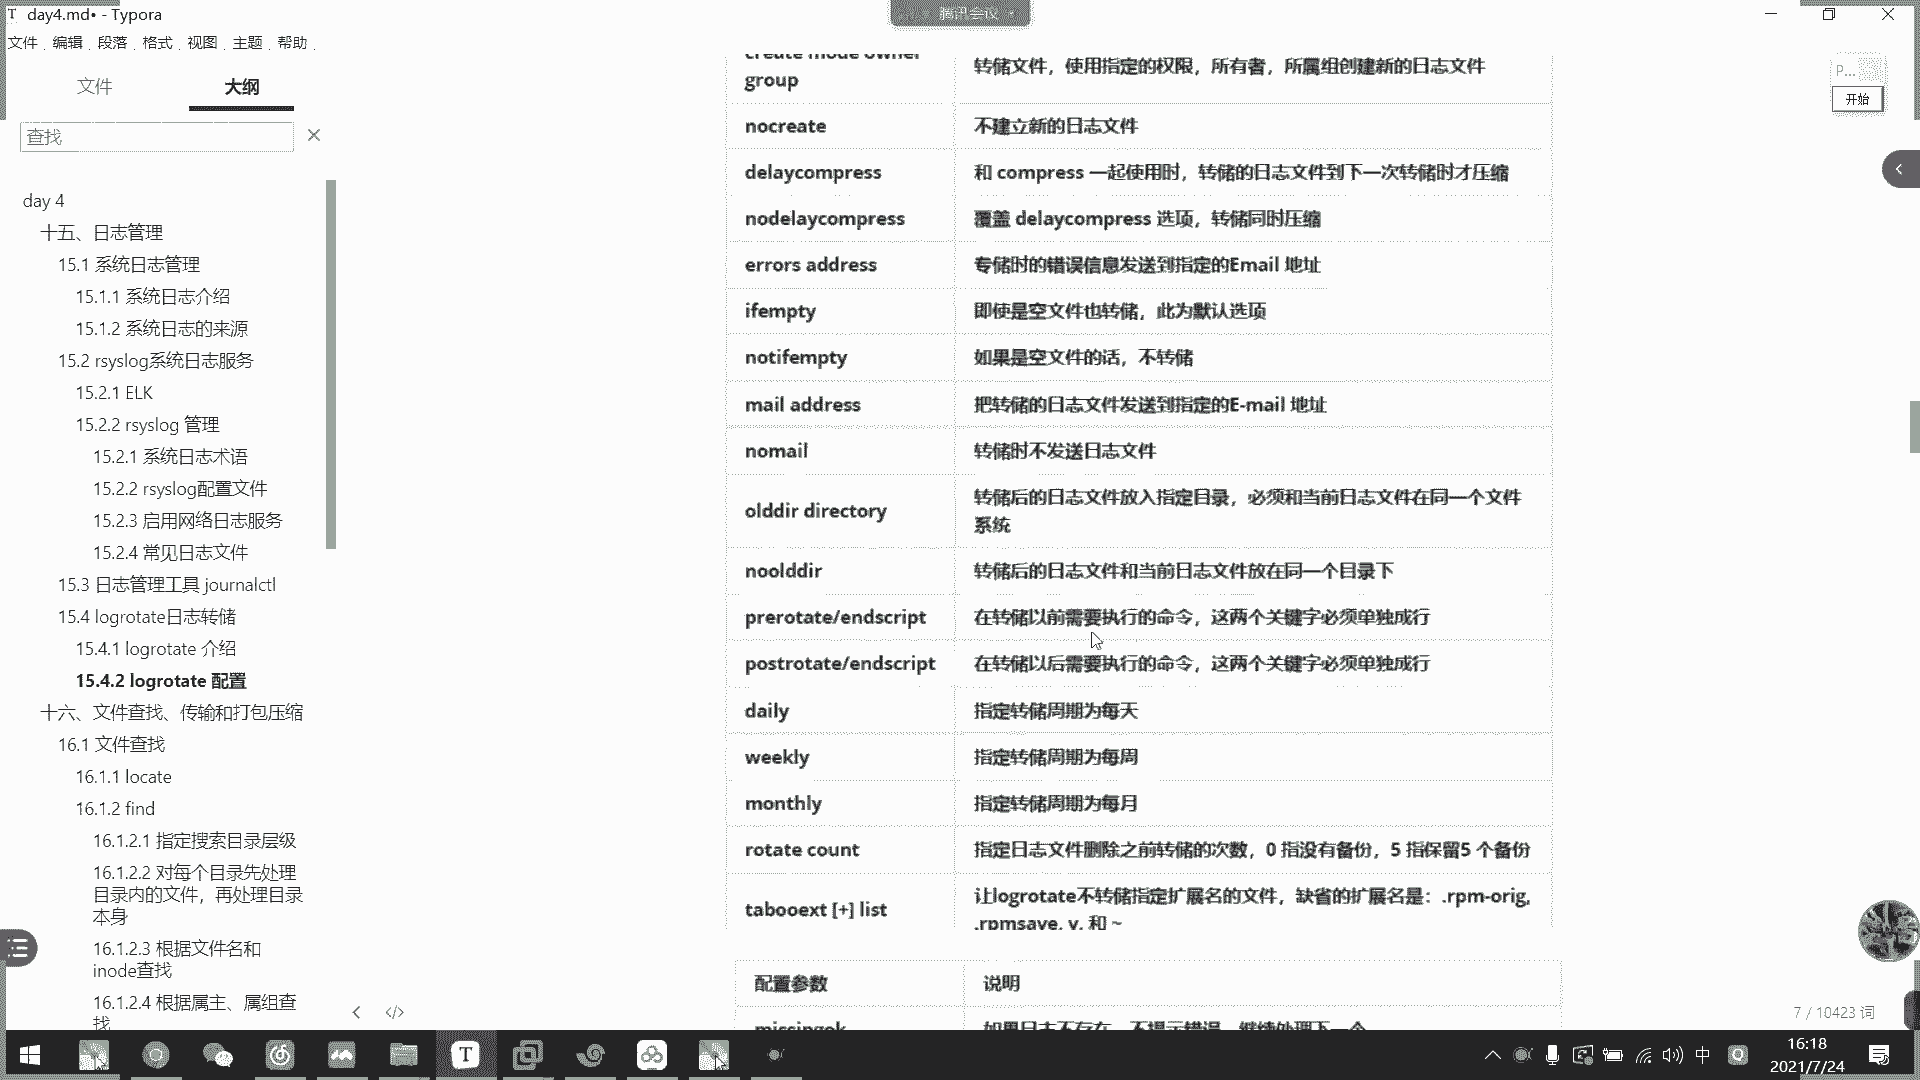 day4.md• - Typora
腾讯会议
文件 编辑 段落 格式 视图 主题 帮助
文件
大纲
查找
day 4
十五、日志管理
15.1 系统日志管理
15.1.1 系统日志介绍
15.1.2 系统日志的来源
15.2 rsyslog系统日志服务
15.2.1 ELK
15.2.2 rsyslog 管理
15.2.1 系统日志术语
15.2.2 rsyslog配置文件
15.2.3 启用网络日志服务
15.2.4 常见日志文件
15.3 日志管理工具 journalctl
15.4 logrotate日志转储
15.4.1 logrotate 介绍
15.4.2 logrotate 配置
十六、文件查找、传输和打包压缩
16.1 文件查找
16.1.1 locate
16.1.2 find
16.1.2.1 指定搜索目录层级
16.1.2.2 对每个目录先处理
目录内的文件，再处理目录
本身
16.1.2.3 根据文件名和
inode查找
16.1.2.4 根据属主、属组查
找
create mode owner
group
转储文件，使用指定的权限，所有者，所属组创建新的日志文件
nocreate
不建立新的日志文件
delaycompress
和 compress 一起使用时，转储的日志文件到下一次转储时才压缩
nodelaycompress
覆盖 delaycompress 选项，转储同时压缩
errors address
专储时的错误信息发送到指定的Email 地址
ifempty
即使是空文件也转储，此为默认选项
notifempty
如果是空文件的话，不转储
mail address
把转储的日志文件发送到指定的E-mail 地址
nomail
转储时不发送日志文件
olddir directory
转储后的日志文件放入指定目录，必须和当前日志文件在同一个文件
系统
noolddir
转储后的日志文件和当前日志文件放在同一个目录下
prerotate/endscript
在转储以前需要执行的命令，这两个关键字必须单独成行
postrotate/endscript
在转储以后需要执行的命令，这两个关键字必须单独成行
daily
指定转储周期为每天
weekly
指定转储周期为每周
monthly
指定转储周期为每月
rotate count
指定日志文件删除之前转储的次数，0 指没有备份，5 指保留5 个备份
tabooext [+] list
让logrotate不转储指定扩展名的文件，缺省的扩展名是：.rpm-orig,
.rpmsave, v, 和 ~
配置参数
说明
missingok
如果日志不存在，不提示错误，继续处理下一个
P...
开始
7 / 10423 词
中
16:18
2021/7/24